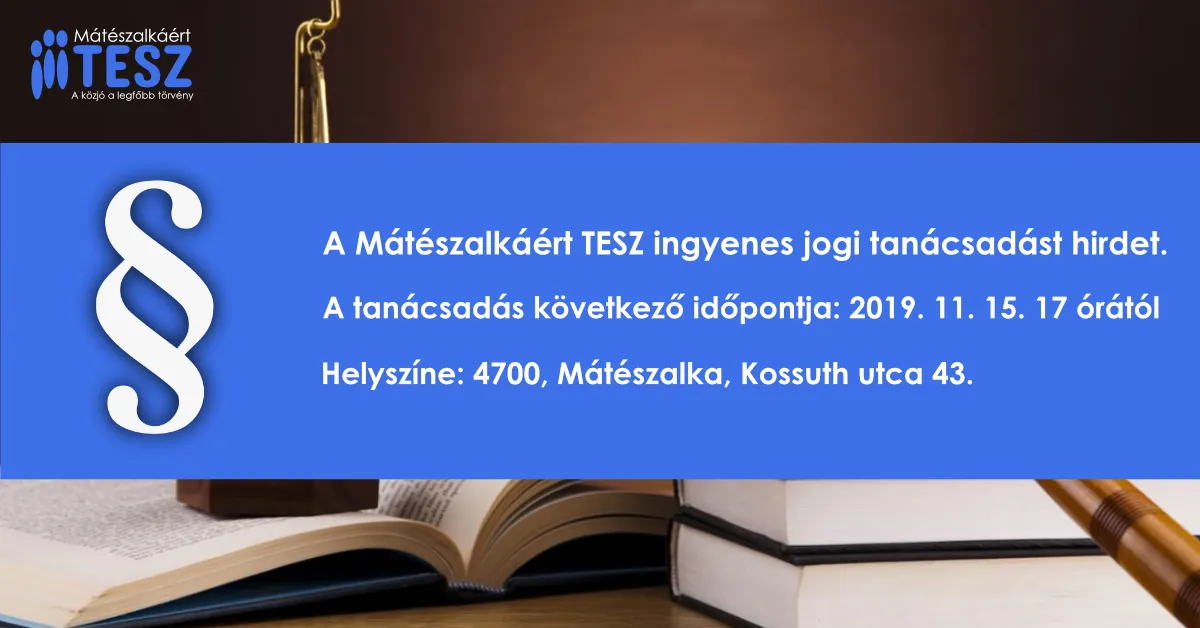 Mátészalkáért
TESZ
A közjó a legfőbb törvény
§
A Mátészalkáért TESZ ingyenes jogi tanácsadást hirdet.
A tanácsadás következő időpontja: 2019. 11. 15. 17 órától
Helyszíne: 4700, Mátészalka, Kossuth utca 43.